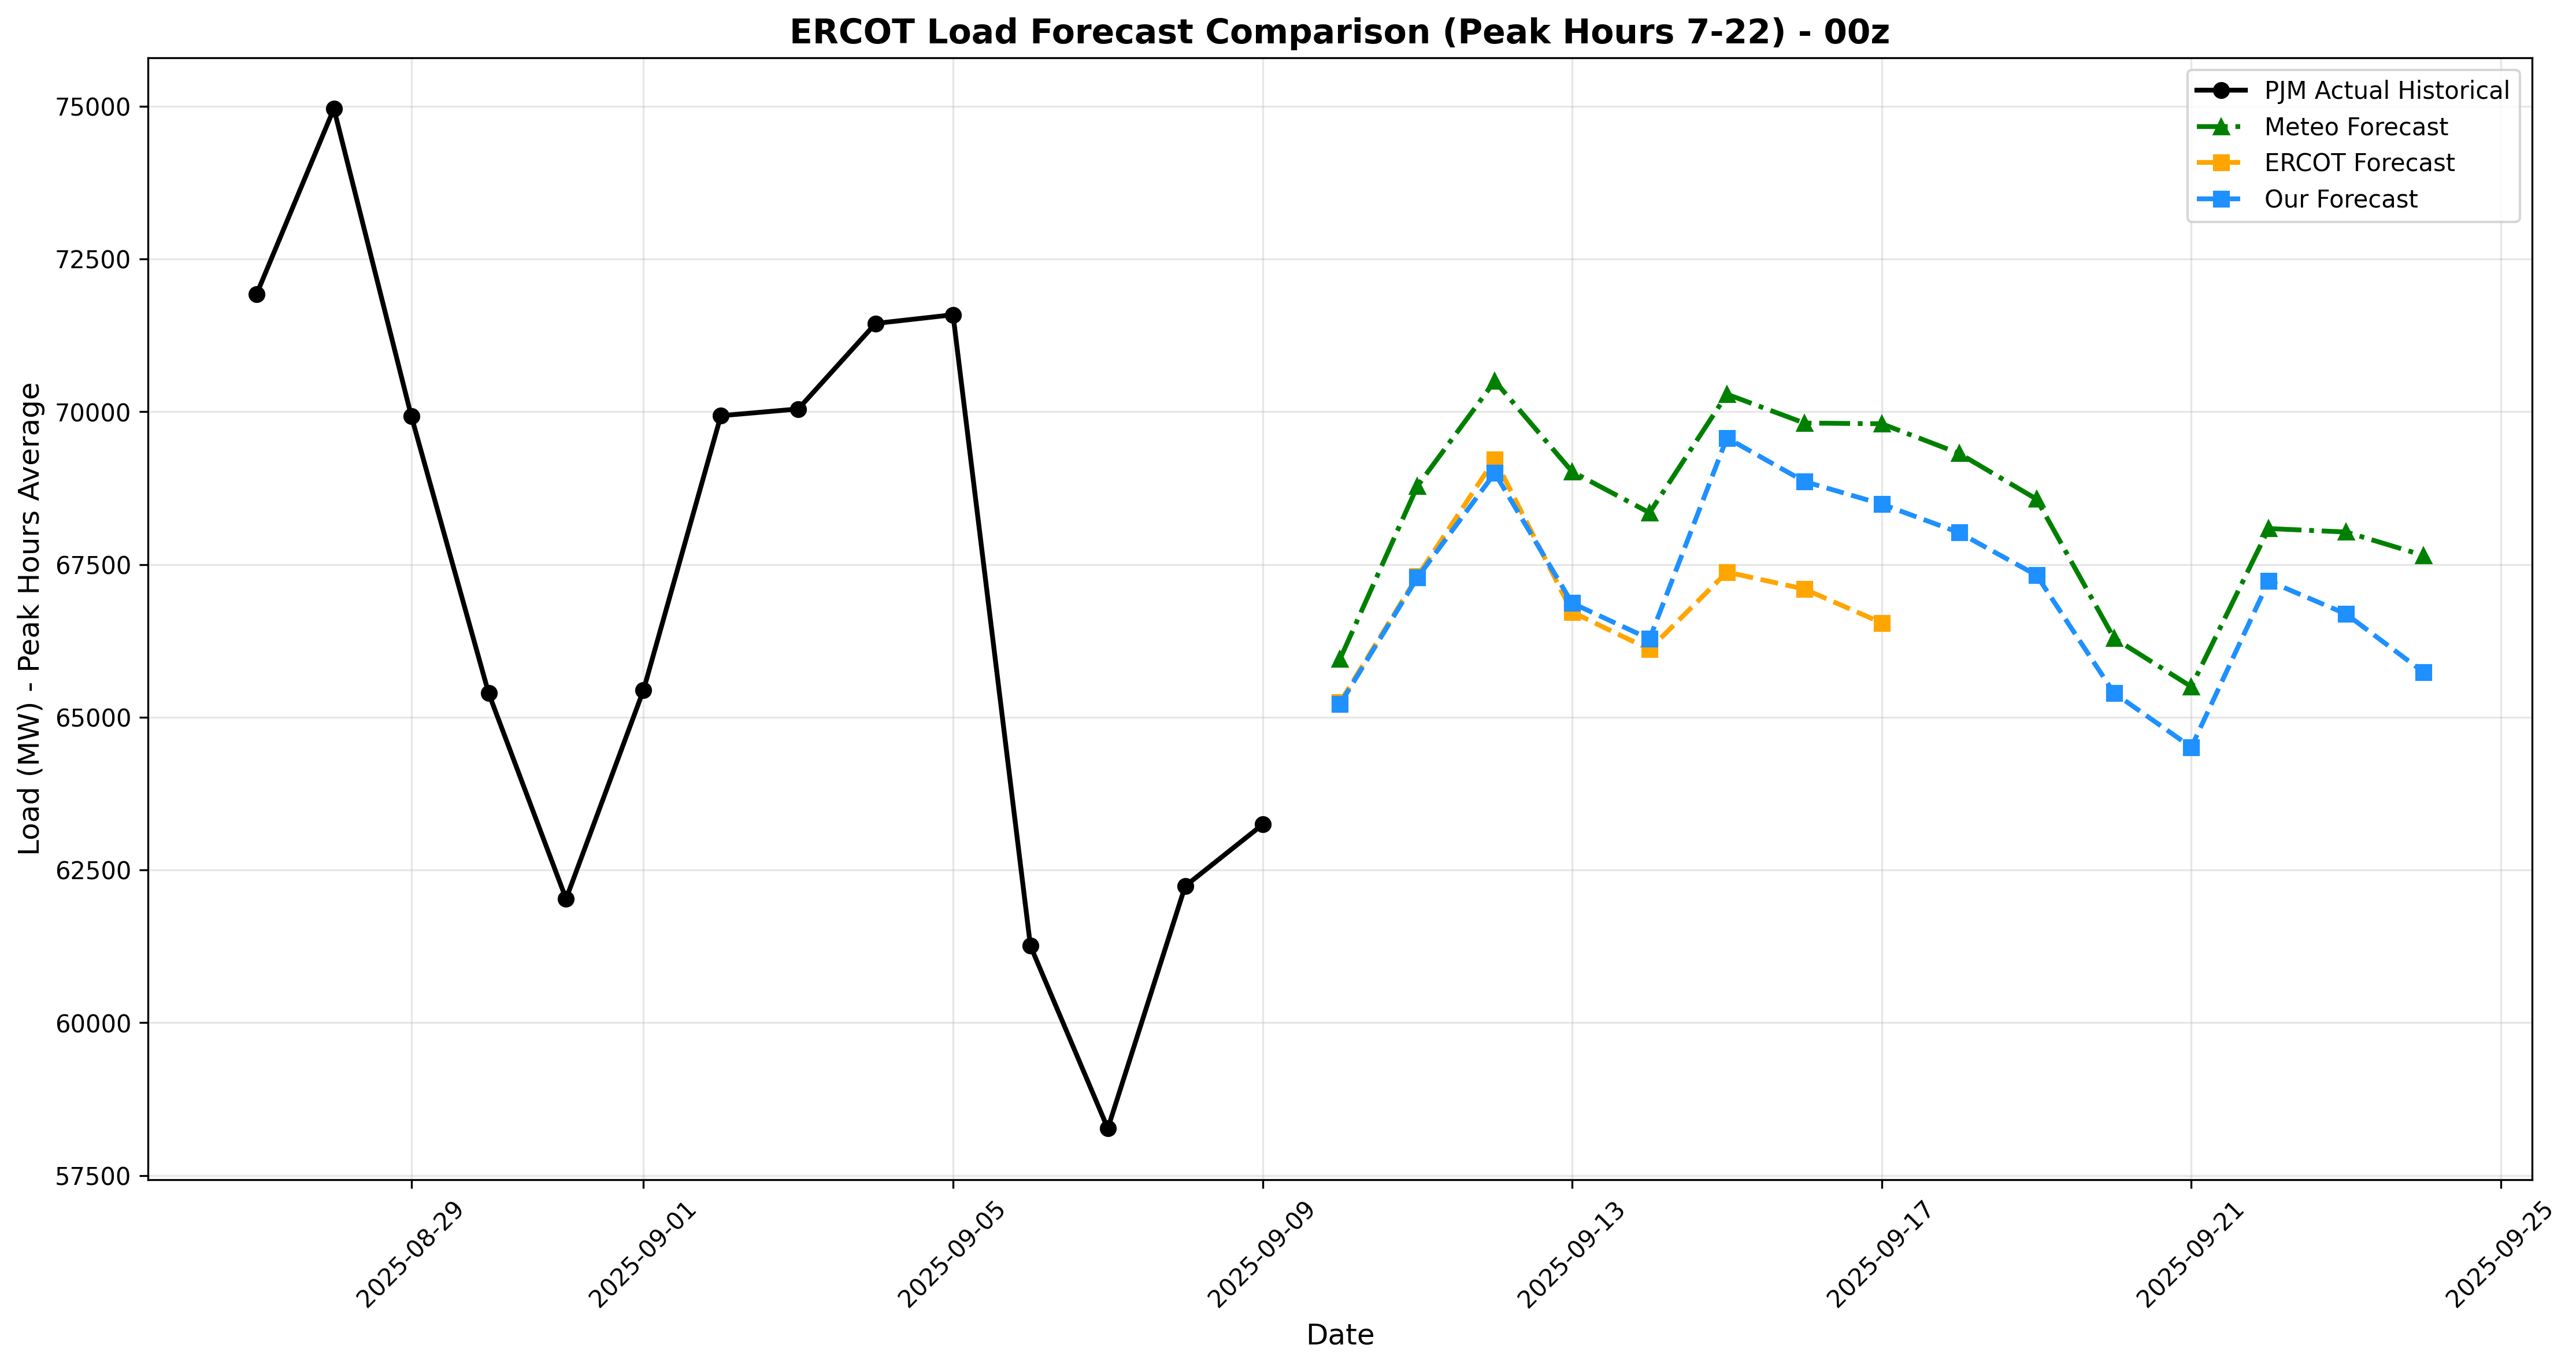 ERCOT Load Forecast Comparison (Peak Hours 7-22) - 00z
PJM Actual Historical
Meteo Forecast
ERCOT Forecast
Our Forecast
Load (MW) - Peak Hours Average
75000
72500
70000
67500
65000
62500
60000
57500
2025-08-29
2025-09-01
2025-09-05
2025-09-09
2025-09-13
2025-09-17
2025-09-21
2025-09-25
Date